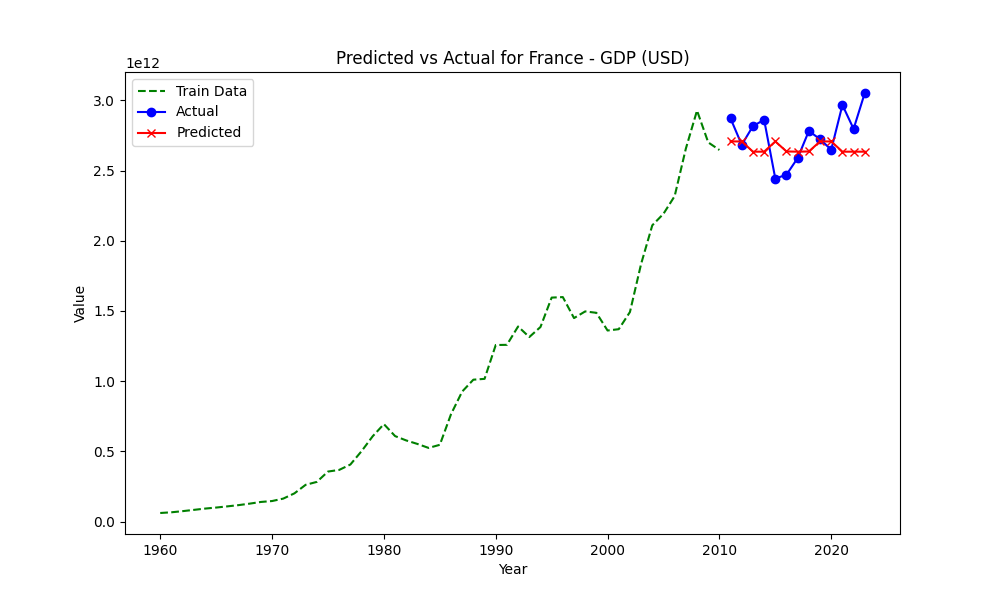 Predicted vs Actual for France - GDP (USD)
1e12
Train Data
Actual
Predicted
3.0
2.5
2.0
1.5
1.0
0.5
0.0
Value
1960 1970 1980 1990 2000 2010 2020
Year